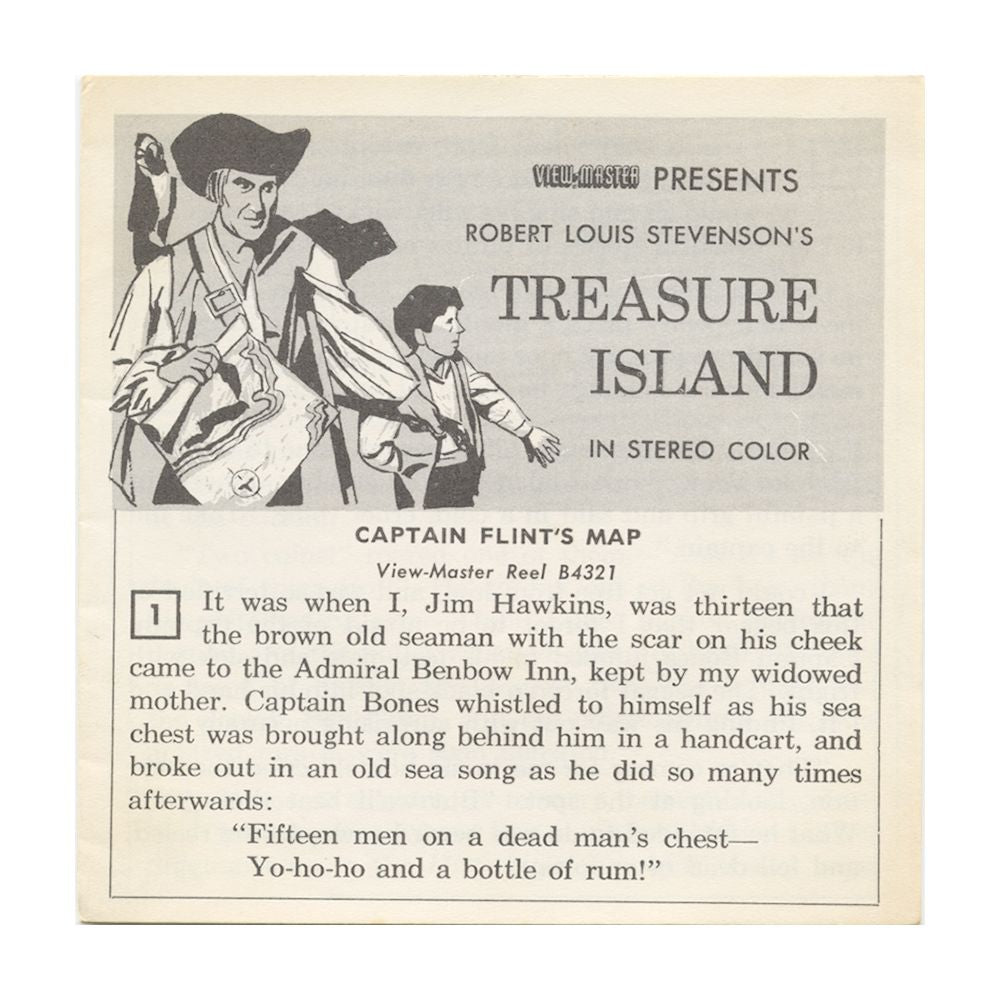 VIEW-MASTER PRESENTS
ROBERT LOUIS STEVENSON'S
TREASURE
ISLAND
IN STEREO COLOR
CAPTAIN FLINT'S MAP
View-Master Reel B4321
1 It was when I, Jim Hawkins, was thirteen that
the brown old seaman with the scar on his cheek
came to the Admiral Benbow Inn, kept by my widowed
mother. Captain Bones whistled to himself as his sea
chest was brought along behind him in a handcart, and
broke out in an old sea song as he did so many times
afterwards:
"Fifteen men on a dead man's chest—
Yo-ho-ho and a bottle of rum!"